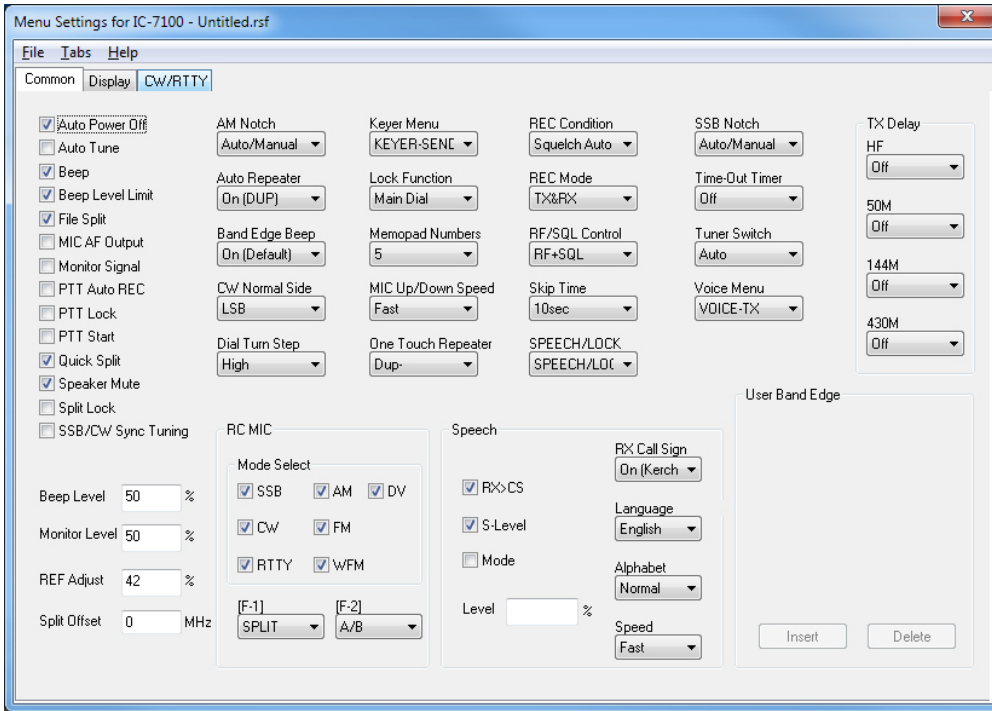 Menu Settings for IC-7100 - Untitled.rsf
File Tabs Help
Common Display CW/RTTY
Auto Power Off
Auto Tune
Beep
Beep Level Limit
File Split
MIC AF Output
Monitor Signal
PTT Auto REC
PTT Lock
PTT Start
Quick Split
Speaker Mute
Split Lock
SSB/CW Sync Tuning
Beep Level 50 %
Monitor Level 50 %
REF Adjust 42 %
Split Offset 0 MHz
AM Notch
Auto/Manual
Auto Repeater
On (DUP)
Band Edge Beep
On (Default)
CW Normal Side
LSB
Dial Turn Step
High
Keyer Menu
KEYER-SEND
Lock Function
Main Dial
Memopad Numbers
5
MIC Up/Down Speed
Fast
One Touch Repeater
Dup-
REC Condition
Squelch Auto
REC Mode
TX&RX
RF/SQL Control
RF+SQL
Skip Time
10sec
SPEECH/LOCK
SPEECH/LOC
SSB Notch
Auto/Manual
Time-Out Timer
Off
Tuner Switch
Auto
Voice Menu
VOICE-TX
TX Delay
HF
Off
50M
Off
144M
Off
430M
Off
RC MIC
Mode Select
SSB AM DV
CW FM
RTTY WFM
[F-1] [F-2]
SPLIT A/B
Speech
RX>CS
S-Level
Mode
Level %
RX Call Sign
On (Kerch
Language
English
Alphabet
Normal
Speed
Fast
User Band Edge
Insert Delete